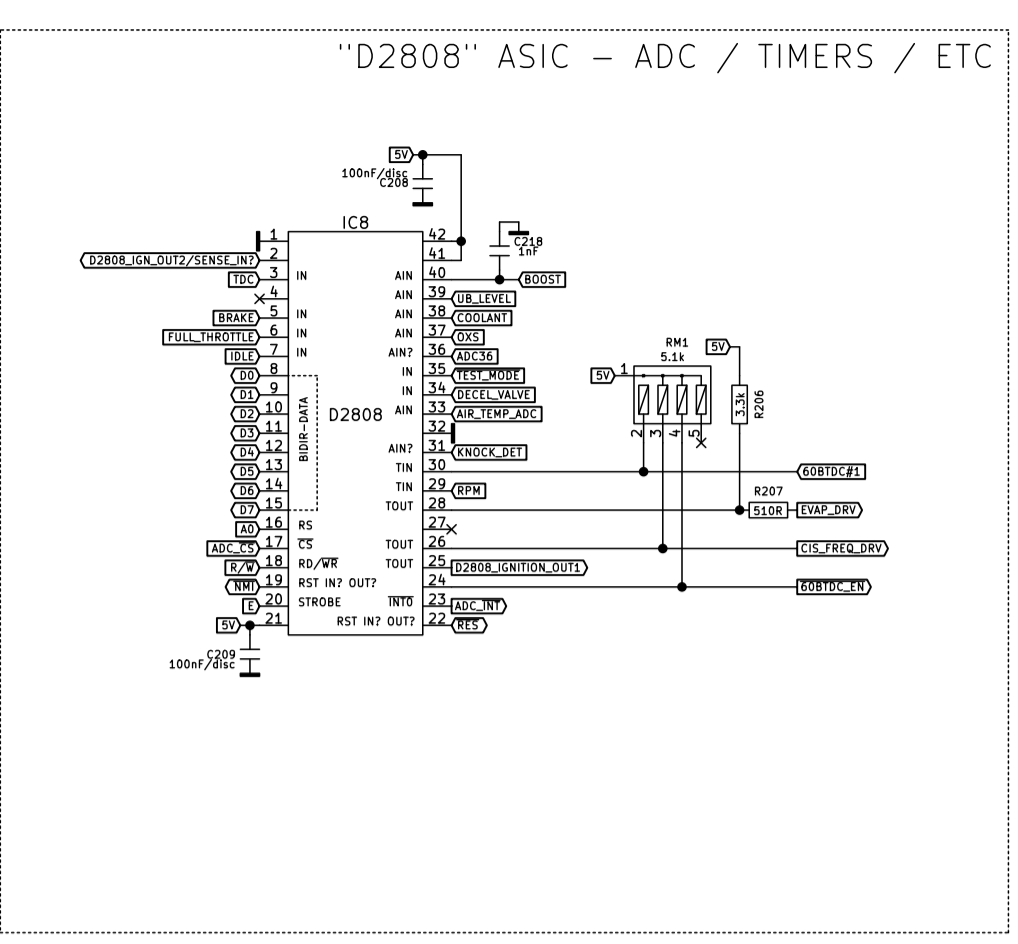 "D2808" ASIC – ADC / TIMERS / ETC
5V
100nF/disc
C208
IC8
C218
1nF
1 42
D2808_IGN_OUT2/SENSE_IN? 2 41
TDC 3 IN AIN 40 BOOST
4 AIN 39 UB_LEVEL
BRAKE 5 IN AIN 38 COOLANT
FULL_THROTTLE 6 IN AIN 37 OXS
IDLE 7 IN AIN? 36 ADC36
D0 8 IN 35 TEST_MODE
D1 9 IN 34 DECEL_VALVE
D2 10 AIN 33 AIR_TEMP_ADC
D3 11 32
D4 12 AIN? 31 KNOCK_DET
D5 13 TIN 30 60BTDC#1
D6 14 TIN 29 RPM
D7 15 TOUT 28
A0 16 RS 27
ADC_CS 17 CS TOUT 26 CIS_FREQ_DRV
R/W 18 RD/WR TOUT 25 D2808_IGNITION_OUT1
NMI 19 RST IN? OUT? 24 60BTDC_EN
E 20 STROBE INT0 23 ADC_INT
5V 21 RST IN? OUT? 22 RES
BIDIR-DATA
D2808
C209
100nF/disc
RM1
5.1k
5V 1
2 3 4 5
5V
3.3k
R206
R207
510R EVAP_DRV